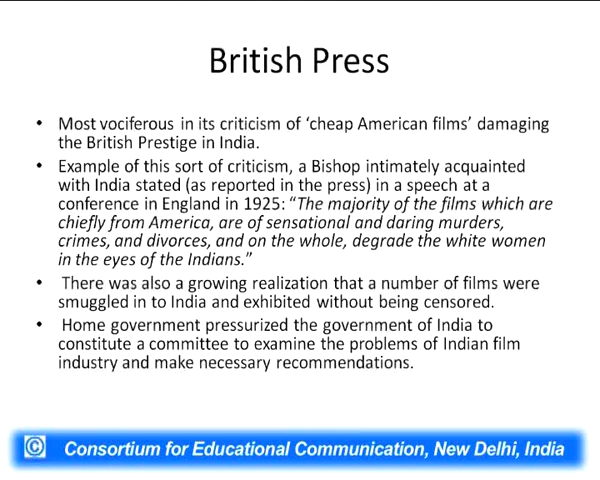 British Press
• Most vociferous in its criticism of ‘cheap American films’ damaging
the British Prestige in India.
• Example of this sort of criticism, a Bishop intimately acquainted
with India stated (as reported in the press) in a speech at a
conference in England in 1925: “The majority of the films which are
chiefly from America, are of sensational and daring murders,
crimes, and divorces, and on the whole, degrade the white women
in the eyes of the Indians.”
• There was also a growing realization that a number of films were
smuggled in to India and exhibited without being censored.
• Home government pressurized the government of India to
constitute a committee to examine the problems of Indian film
industry and make necessary recommendations.
© Consortium for Educational Communication, New Delhi, India